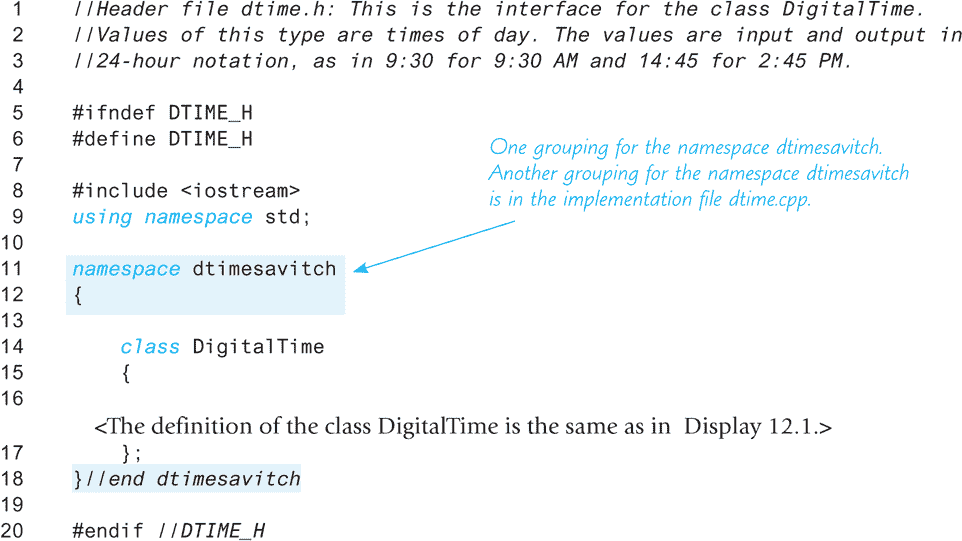 1 //Header file dtime.h: This is the interface for the class DigitalTime.
2 //Values of this type are times of day. The values are input and output in
3 //24-hour notation, as in 9:30 for 9:30 AM and 14:45 for 2:45 PM.
4
5 #ifndef DTIME_H
6 #define DTIME_H
7
One grouping for the namespace dtimesavitch.
Another grouping for the namespace dtimesavitch
is in the implementation file dtime.cpp.
8 #include <iostream>
9 using namespace std;
10
11 namespace dtimesavitch
12 {
13
14 class DigitalTime
15 {
16
<The definition of the class DigitalTime is the same as in Display 12.1.>
17 };
18 }//end dtimesavitch
19
20 #endif //DTIME_H